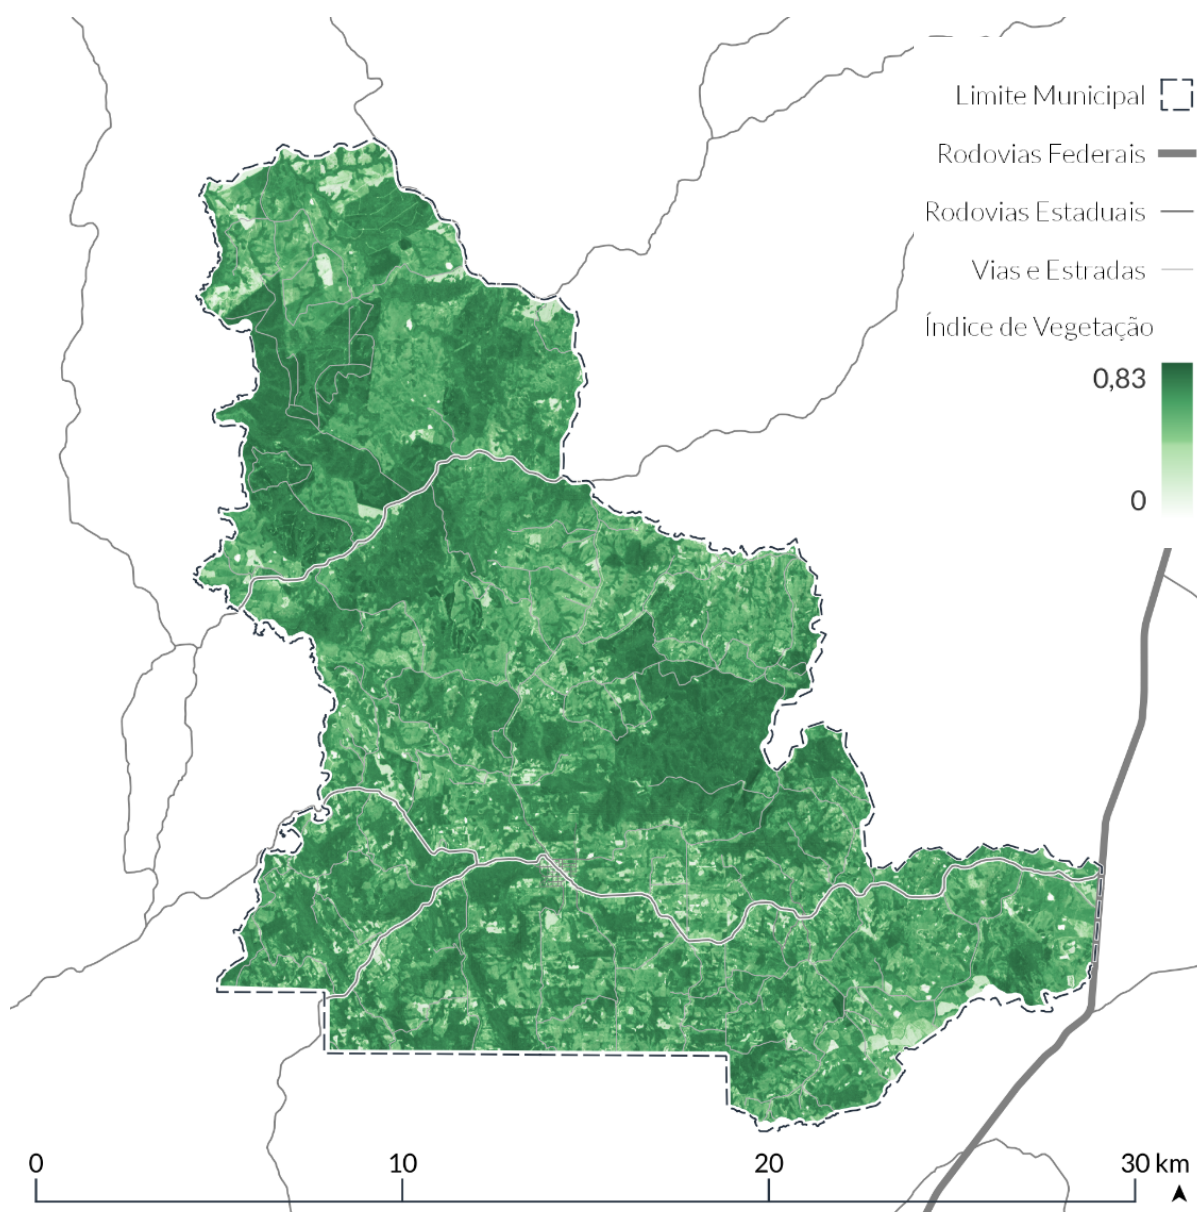 Limite Municipal
Rodovias Federais
Rodovias Estaduais
Vias e Estradas
Índice de Vegetação
0,83
0
0 10 20 30 km